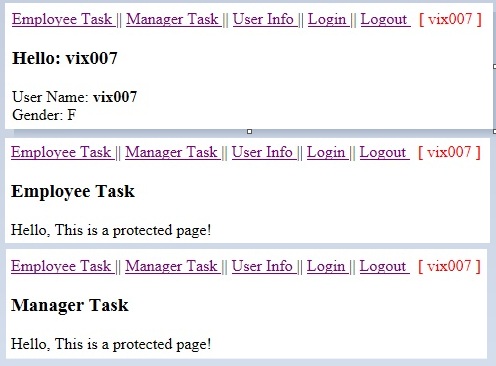 Employee Task || Manager Task || User Info || Login || Logout [ vix007 ]
Hello: vix007
User Name: vix007
Gender: F
Employee Task || Manager Task || User Info || Login || Logout [ vix007 ]
Employee Task
Hello, This is a protected page!
Employee Task || Manager Task || User Info || Login || Logout [ vix007 ]
Manager Task
Hello, This is a protected page!